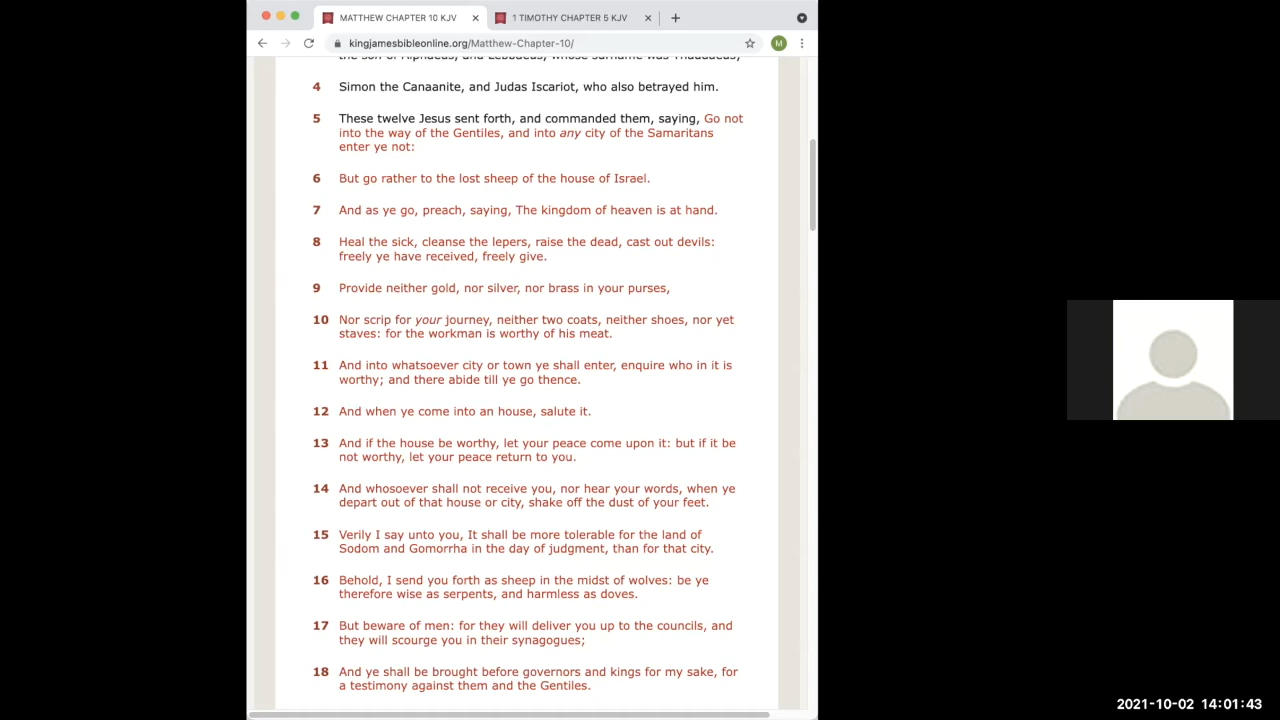 MATTHEW CHAPTER 10 KJV
1 TIMOTHY CHAPTER 5 KJV
kingjamesbibleonline.org/Matthew-Chapter-10/
M
the son of Alphaeus, and Lebbaeus, whose surname was Thaddaeus;
4 Simon the Canaanite, and Judas Iscariot, who also betrayed him.
5 These twelve Jesus sent forth, and commanded them, saying, Go not
into the way of the Gentiles, and into any city of the Samaritans
enter ye not:
6 But go rather to the lost sheep of the house of Israel.
7 And as ye go, preach, saying, The kingdom of heaven is at hand.
8 Heal the sick, cleanse the lepers, raise the dead, cast out devils:
freely ye have received, freely give.
9 Provide neither gold, nor silver, nor brass in your purses,
10 Nor scrip for your journey, neither two coats, neither shoes, nor yet
staves: for the workman is worthy of his meat.
11 And into whatsoever city or town ye shall enter, enquire who in it is
worthy; and there abide till ye go thence.
12 And when ye come into an house, salute it.
13 And if the house be worthy, let your peace come upon it: but if it be
not worthy, let your peace return to you.
14 And whosoever shall not receive you, nor hear your words, when ye
depart out of that house or city, shake off the dust of your feet.
15 Verily I say unto you, It shall be more tolerable for the land of
Sodom and Gomorrha in the day of judgment, than for that city.
16 Behold, I send you forth as sheep in the midst of wolves: be ye
therefore wise as serpents, and harmless as doves.
17 But beware of men: for they will deliver you up to the councils, and
they will scourge you in their synagogues;
18 And ye shall be brought before governors and kings for my sake, for
a testimony against them and the Gentiles.
2021-10-02 14:01:43